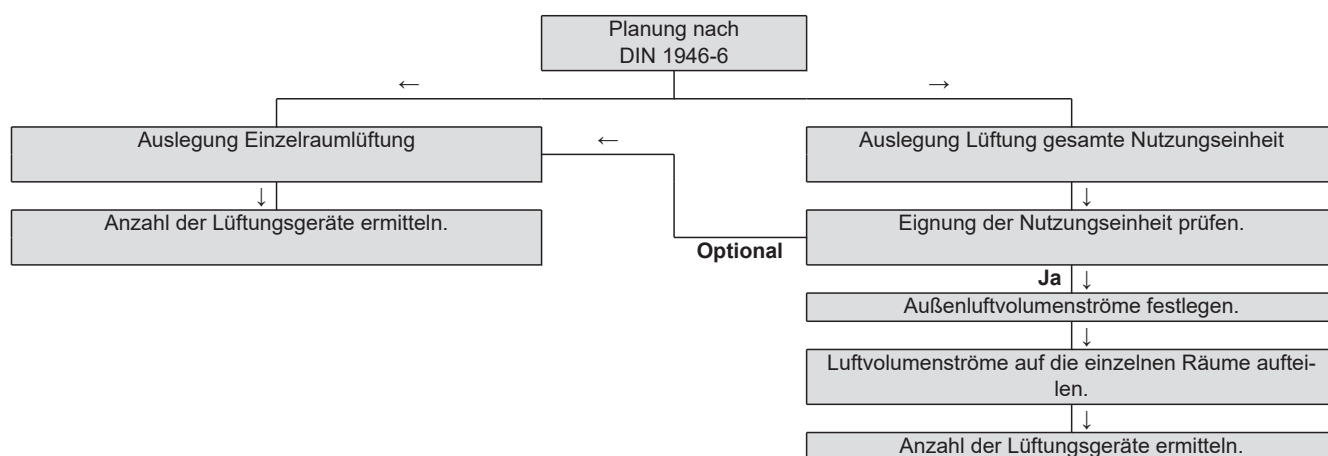 Planung nach
DIN 1946-6
← →
Auslegung Einzelraumlüftung
←
Auslegung Lüftung gesamte Nutzungseinheit
↓ ↓
Anzahl der Lüftungsgeräte ermitteln.
Eignung der Nutzungseinheit prüfen.
Optional
Ja ↓
Außenluftvolumenströme festlegen.
↓
Luftvolumenströme auf die einzelnen Räume auftei-
len.
↓
Anzahl der Lüftungsgeräte ermitteln.